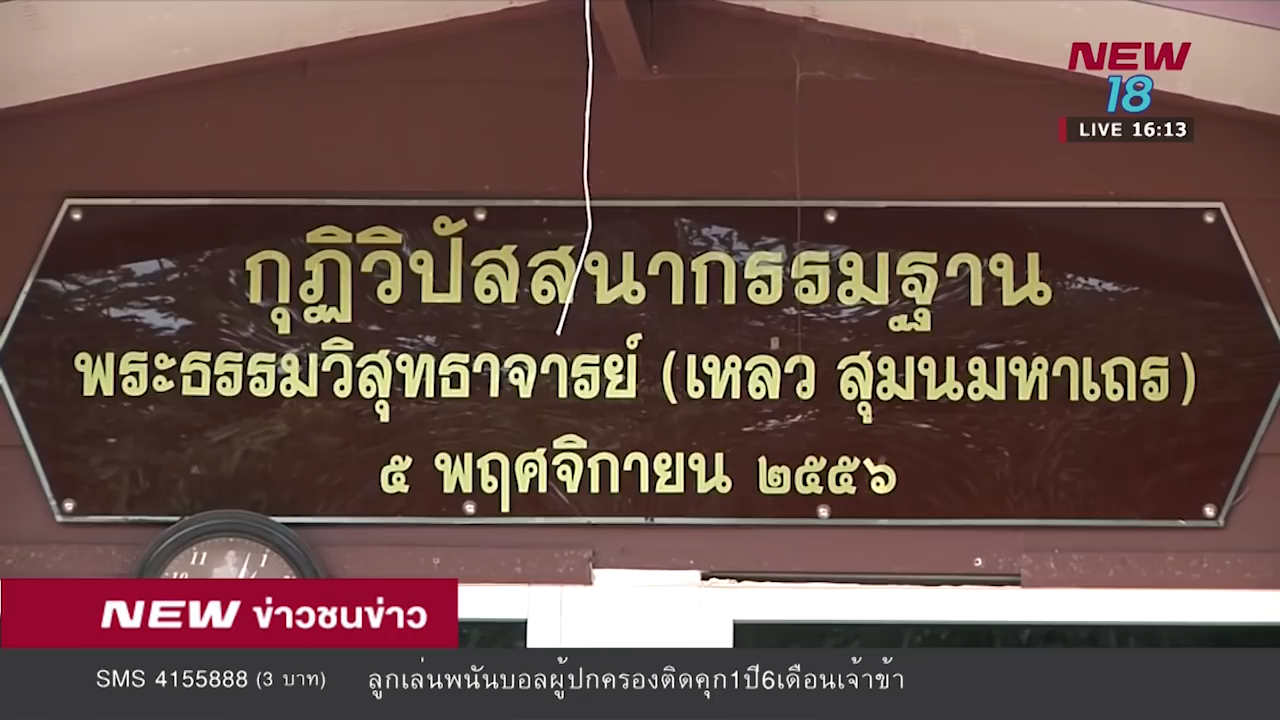 NEW
18
LIVE 16:13
กุฏิวิปัสสนากรรมฐาน
พระธรรมวิสุทธาจารย์ (เหล่ว สุมนมหาเถร)
๕ พฤศจิกายน ๒๕๕๖
11 1
10
NEW ข่าวชนข่าว
SMS 4155888 (3 บาท) ลูกเล่นพนันบอลผู้ปกครองติดคุก1ปี6เดือนเจ้าข้า